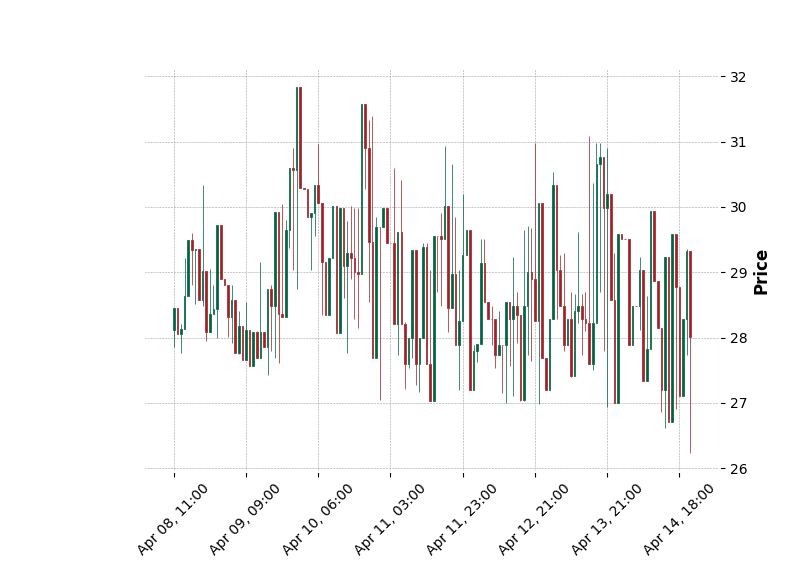 32
31
30
29
28
27
26
Price
Apr 08, 11:00
Apr 09, 09:00
Apr 10, 06:00
Apr 11, 03:00
Apr 11, 23:00
Apr 12, 21:00
Apr 13, 21:00
Apr 14, 18:00